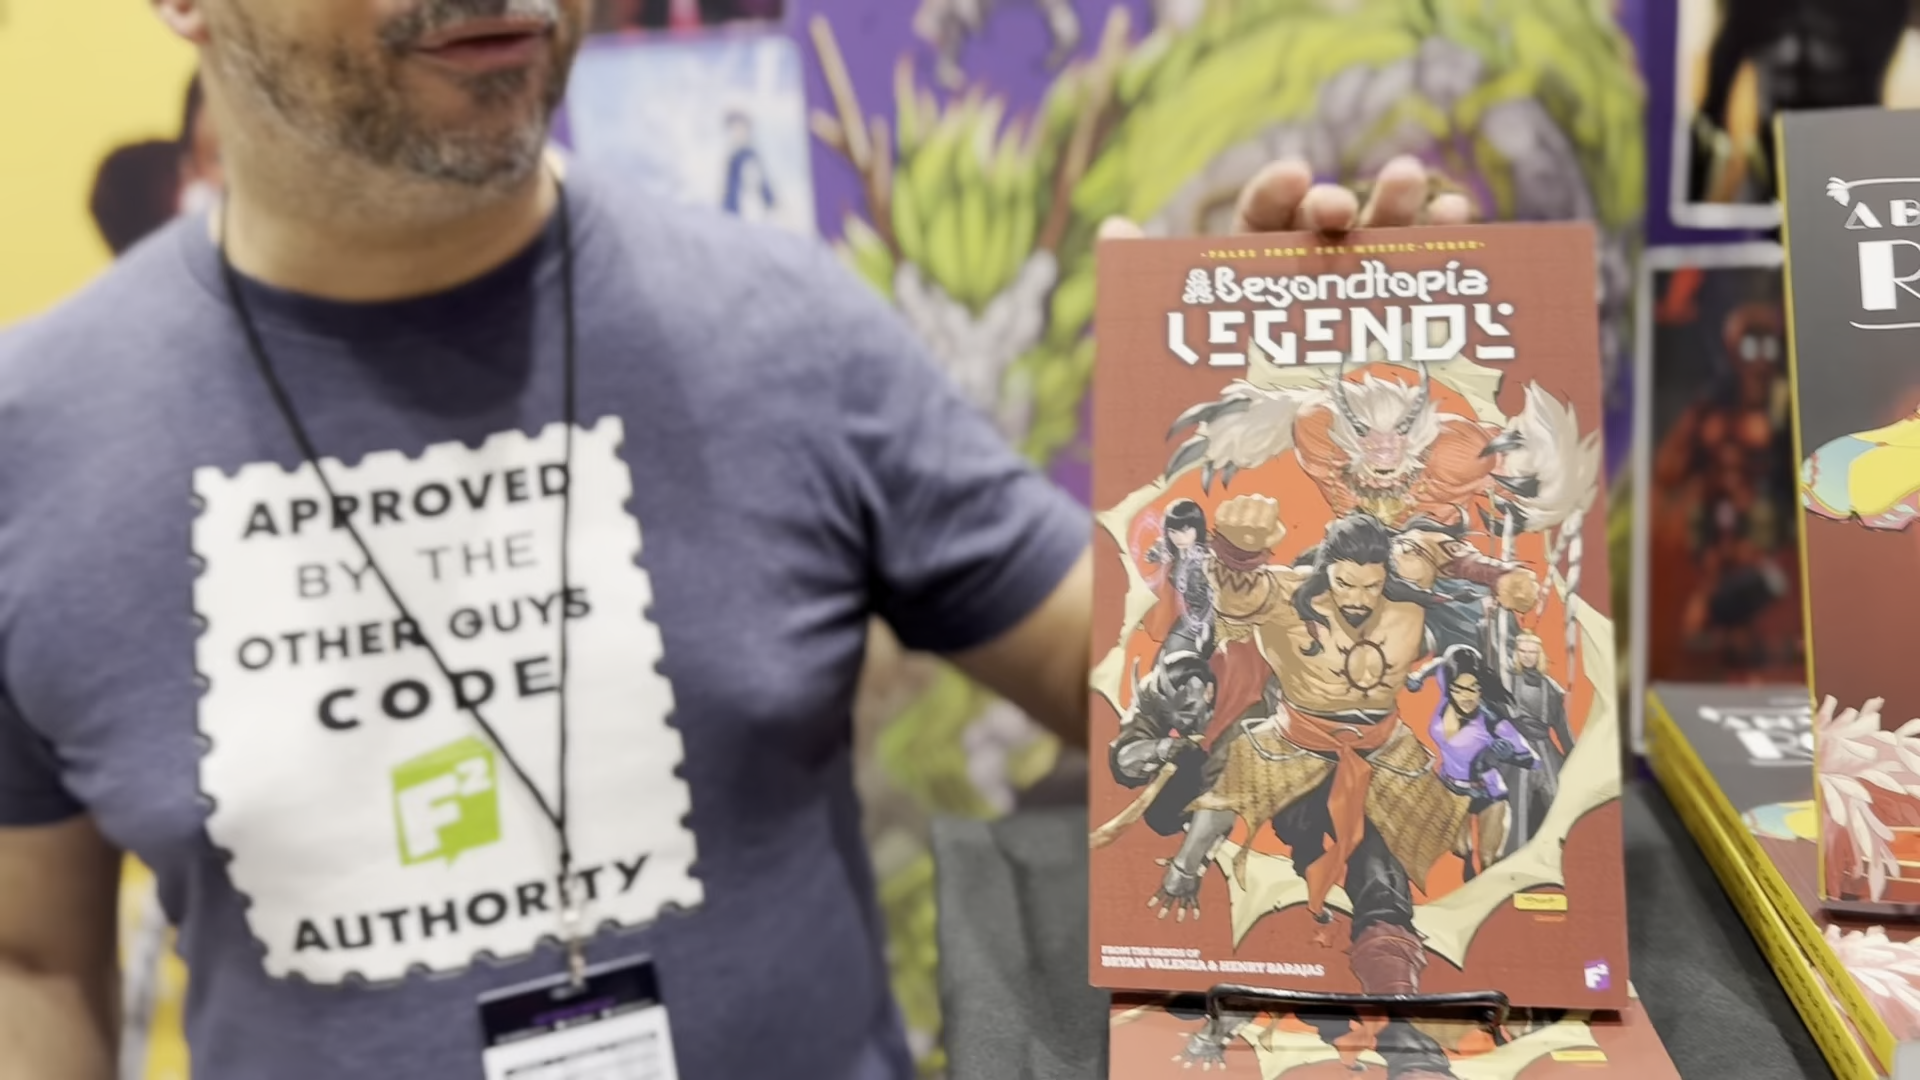 APPROVED
BY THE
OTHER GUYS
CODE
F2
AUTHORITY
-TALES FROM THE MYSTIC-VERSE-
Beyondtopia
LEGENDS
FROM THE MINDS OF
BRYAN VALENZA & HENRY BARAJAS
F2